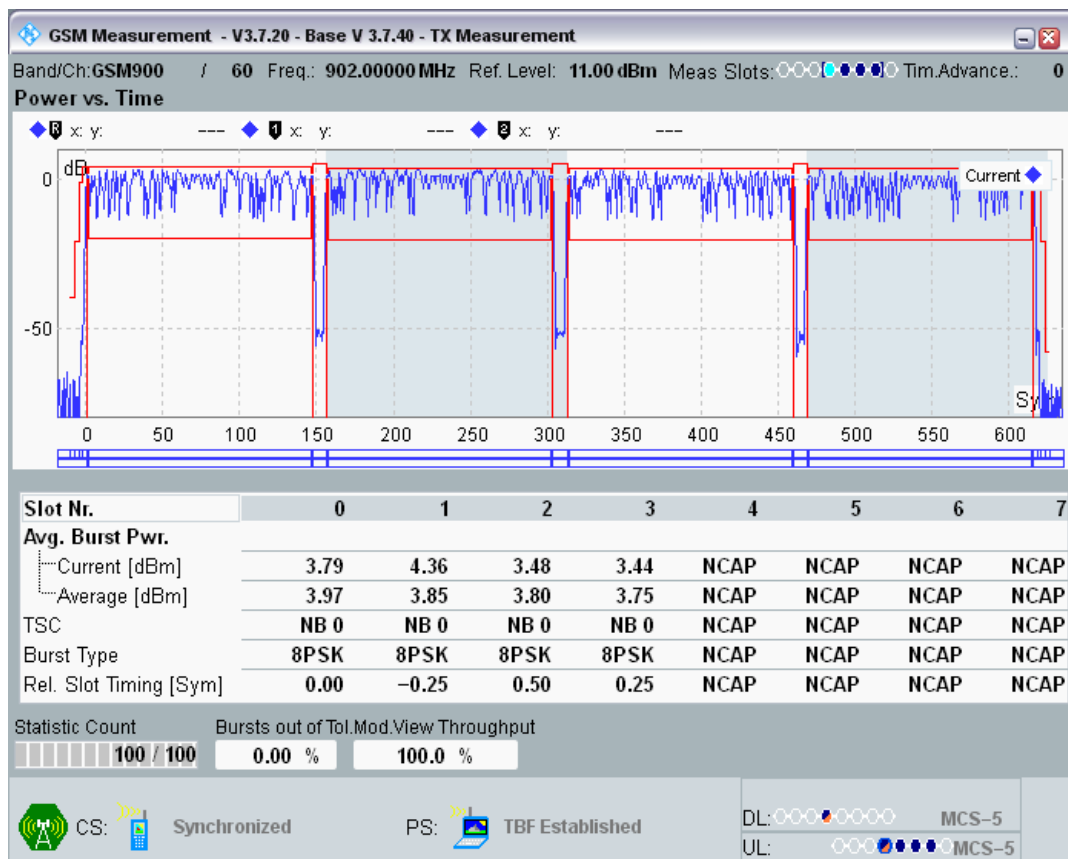 GSM Measurement - V3.7.20 - Base V 3.7.40 - TX Measurement
Band/Ch:GSM900 / 60 Freq.: 902.00000 MHz Ref. Level: 11.00 dBm Meas Slots: Tim.Advance.: 0
Power vs. Time
R x: y: --- 1 x: y: --- 2 x: y: ---
dB
Current
0
-50
Sy
0 50 100 150 200 250 300 350 400 450 500 550 600
Slot Nr. 0 1 2 3 4 5 6 7
Avg. Burst Pwr.
Current [dBm] 3.79 4.36 3.48 3.44 NCAP NCAP NCAP NCAP
Average [dBm] 3.97 3.85 3.80 3.75 NCAP NCAP NCAP NCAP
TSC NB 0 NB 0 NB 0 NB 0 NCAP NCAP NCAP NCAP
Burst Type 8PSK 8PSK 8PSK 8PSK NCAP NCAP NCAP NCAP
Rel. Slot Timing [Sym] 0.00 −0.25 0.50 0.25 NCAP NCAP NCAP NCAP
Statistic Count Bursts out of Tol. Mod.View Throughput
100 / 100 0.00 % 100.0 %
CS: Synchronized PS: TBF Established
DL: MCS−5
UL: MCS−5